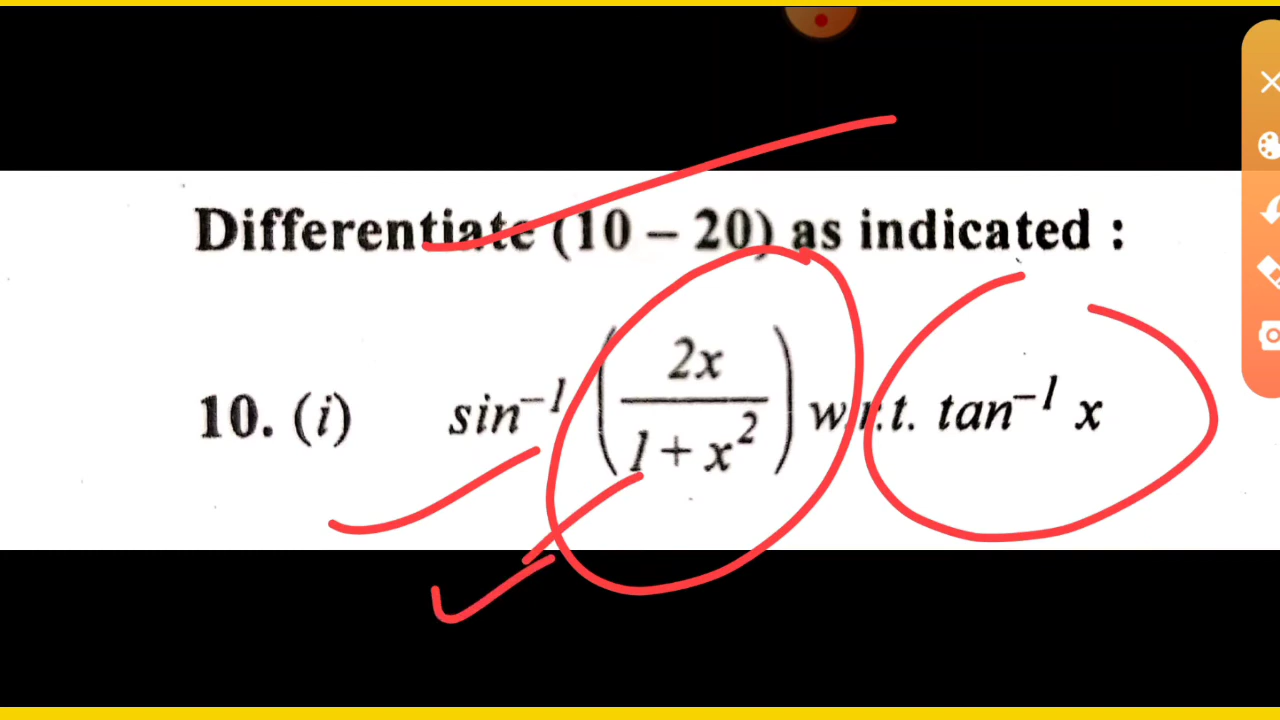 Differentiate (10 – 20) as indicated :
10. (i) sin⁻¹ (2x / 1 + x²) w.r.t. tan⁻¹ x